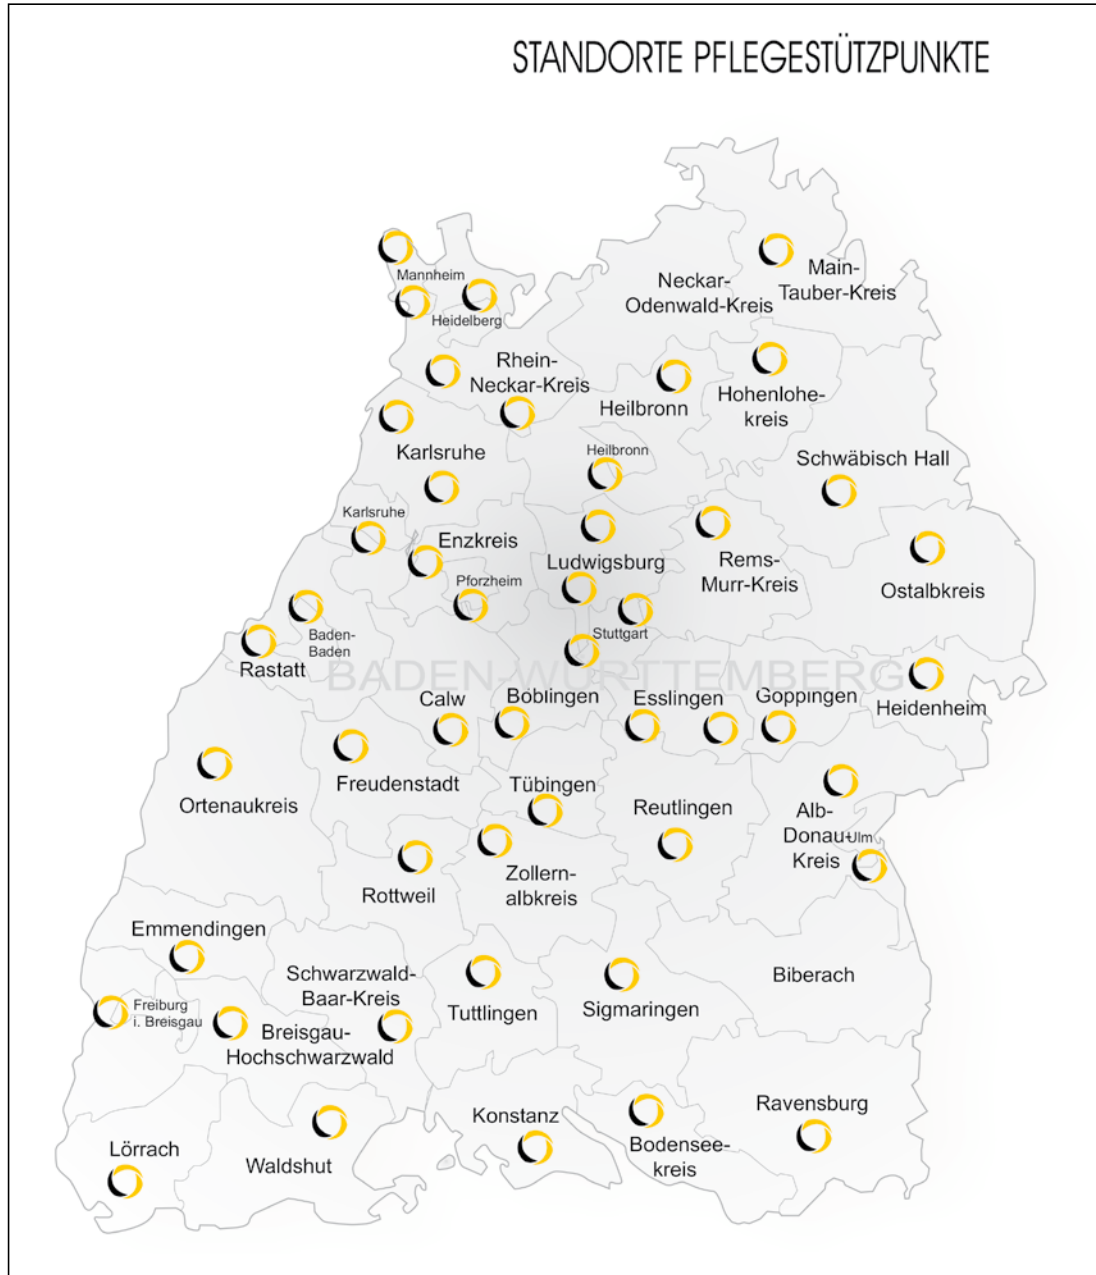 STANDORTE PFLEGESTÜTZPUNKTE
Mannheim
Heidelberg
Neckar-
Odenwald-Kreis
Main-
Tauber-Kreis
Rhein-
Neckar-Kreis
Heilbronn
Hohenlohe-
kreis
Karlsruhe
Heilbronn
Schwäbisch Hall
Karlsruhe
Enzkreis
Pforzheim
Ludwigsburg
Rems-
Murr-Kreis
Ostalbkreis
Baden-
Baden
Rastatt
Stuttgart
BADEN-WÜRTTEMBERG
Calw
Böblingen
Esslingen
Göppingen
Heidenheim
Ortenaukreis
Freudenstadt
Tübingen
Reutlingen
Alb-
Donau-
Kreis
Ulm
Rottweil
Zollern-
albkreis
Emmendingen
Schwarzwald-
Baar-Kreis
Tuttlingen
Sigmaringen
Biberach
Freiburg
i. Breisgau
Breisgau-
Hochschwarzwald
Lörrach
Waldshut
Konstanz
Bodensee-
kreis
Ravensburg